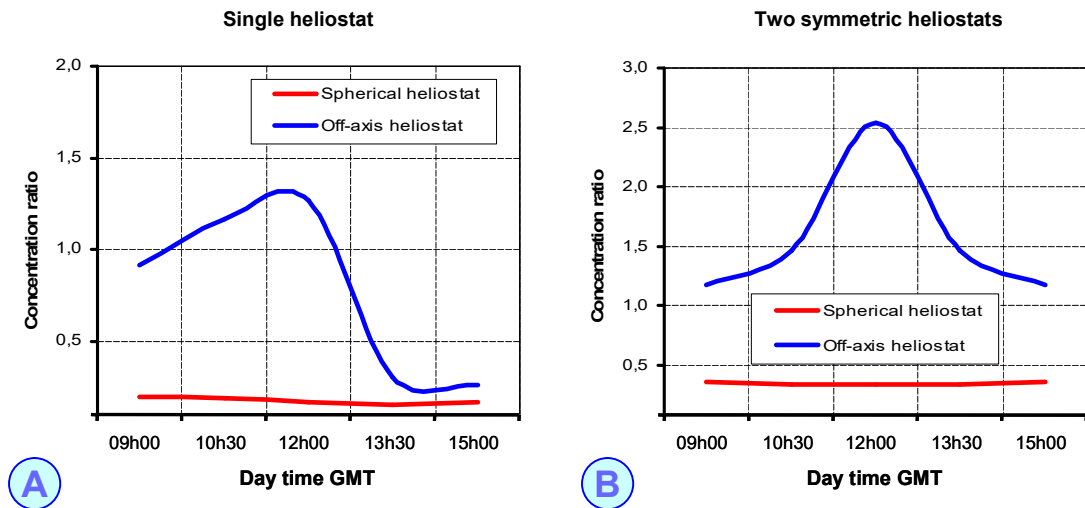 Single heliostat
2,0
1,5
1,0
0,5
Concentration ratio
Spherical heliostat
Off-axis heliostat
09h00 10h30 12h00 13h30 15h00
Day time GMT
A
Two symmetric heliostats
3,0
2,5
2,0
1,5
1,0
0,5
Concentration ratio
Spherical heliostat
Off-axis heliostat
09h00 10h30 12h00 13h30 15h00
Day time GMT
B